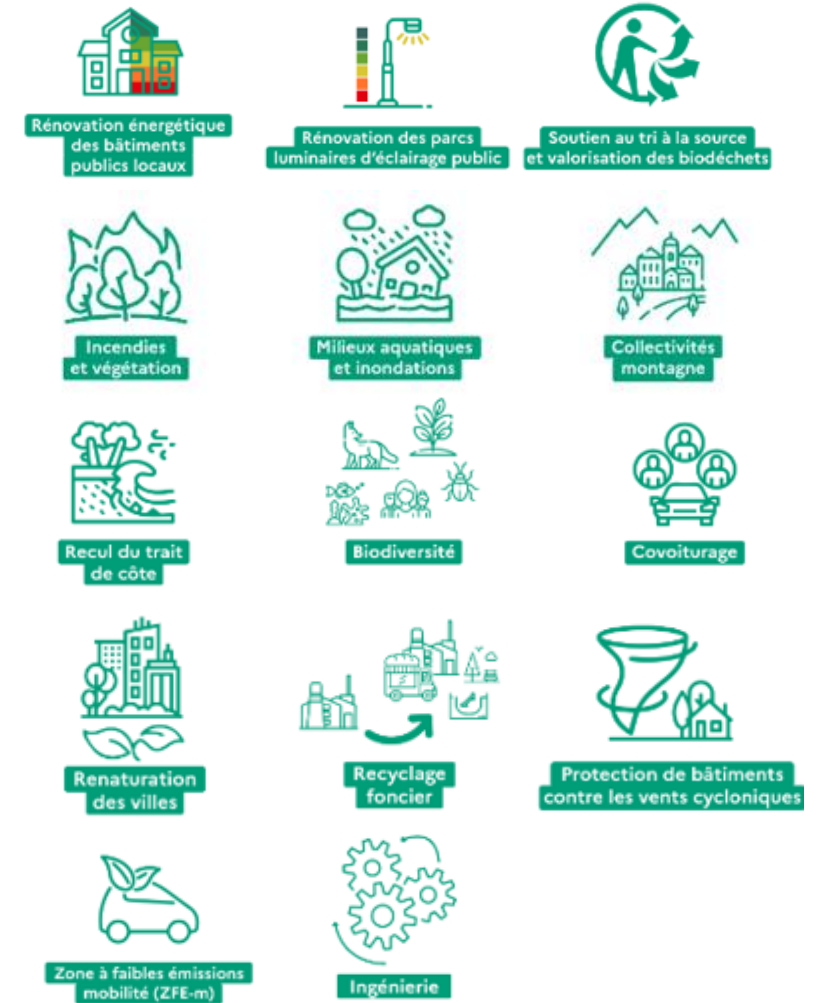 Rénovation énergétique
des bâtiments
publics locaux
Rénovation des parcs
luminaires d'éclairage public
Soutien au tri à la source
et valorisation des biodéchets
Incendies
et végétation
Milieux aquatiques
et inondations
Collectivités
montagne
Recul du trait
de côte
Biodiversité
Covoiturage
Renaturation
des villes
Recyclage
foncier
Protection de bâtiments
contre les vents cycloniques
Zone à faibles émissions
mobilité (ZFE-m)
Ingénierie